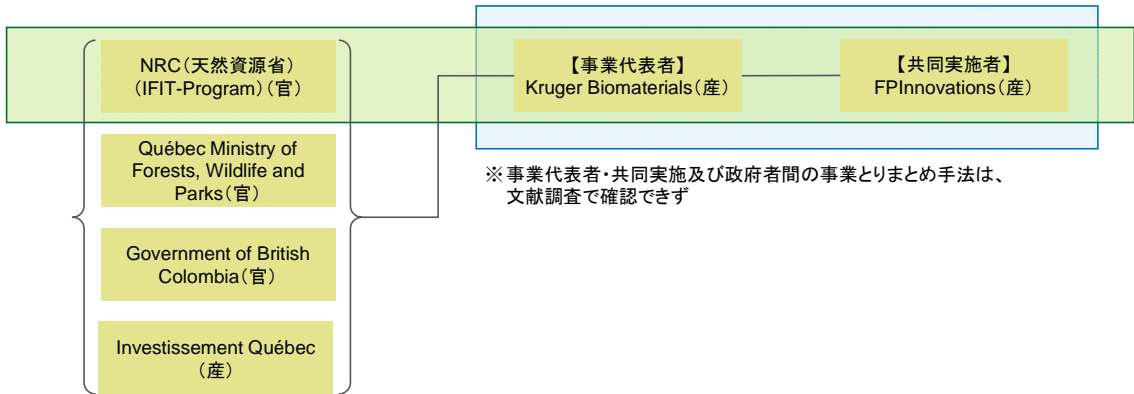 NRC（天然資源省）
（IFIT-Program）（官）
Québec Ministry of
Forests, Wildlife and
Parks（官）
Government of British
Colombia（官）
Investissement Québec
（産）
【事業代表者】
Kruger Biomaterials（産）
【共同実施者】
FPInnovations（産）
※事業代表者・共同実施及び政府者間の事業とりまとめ手法は、
文献調査で確認できず